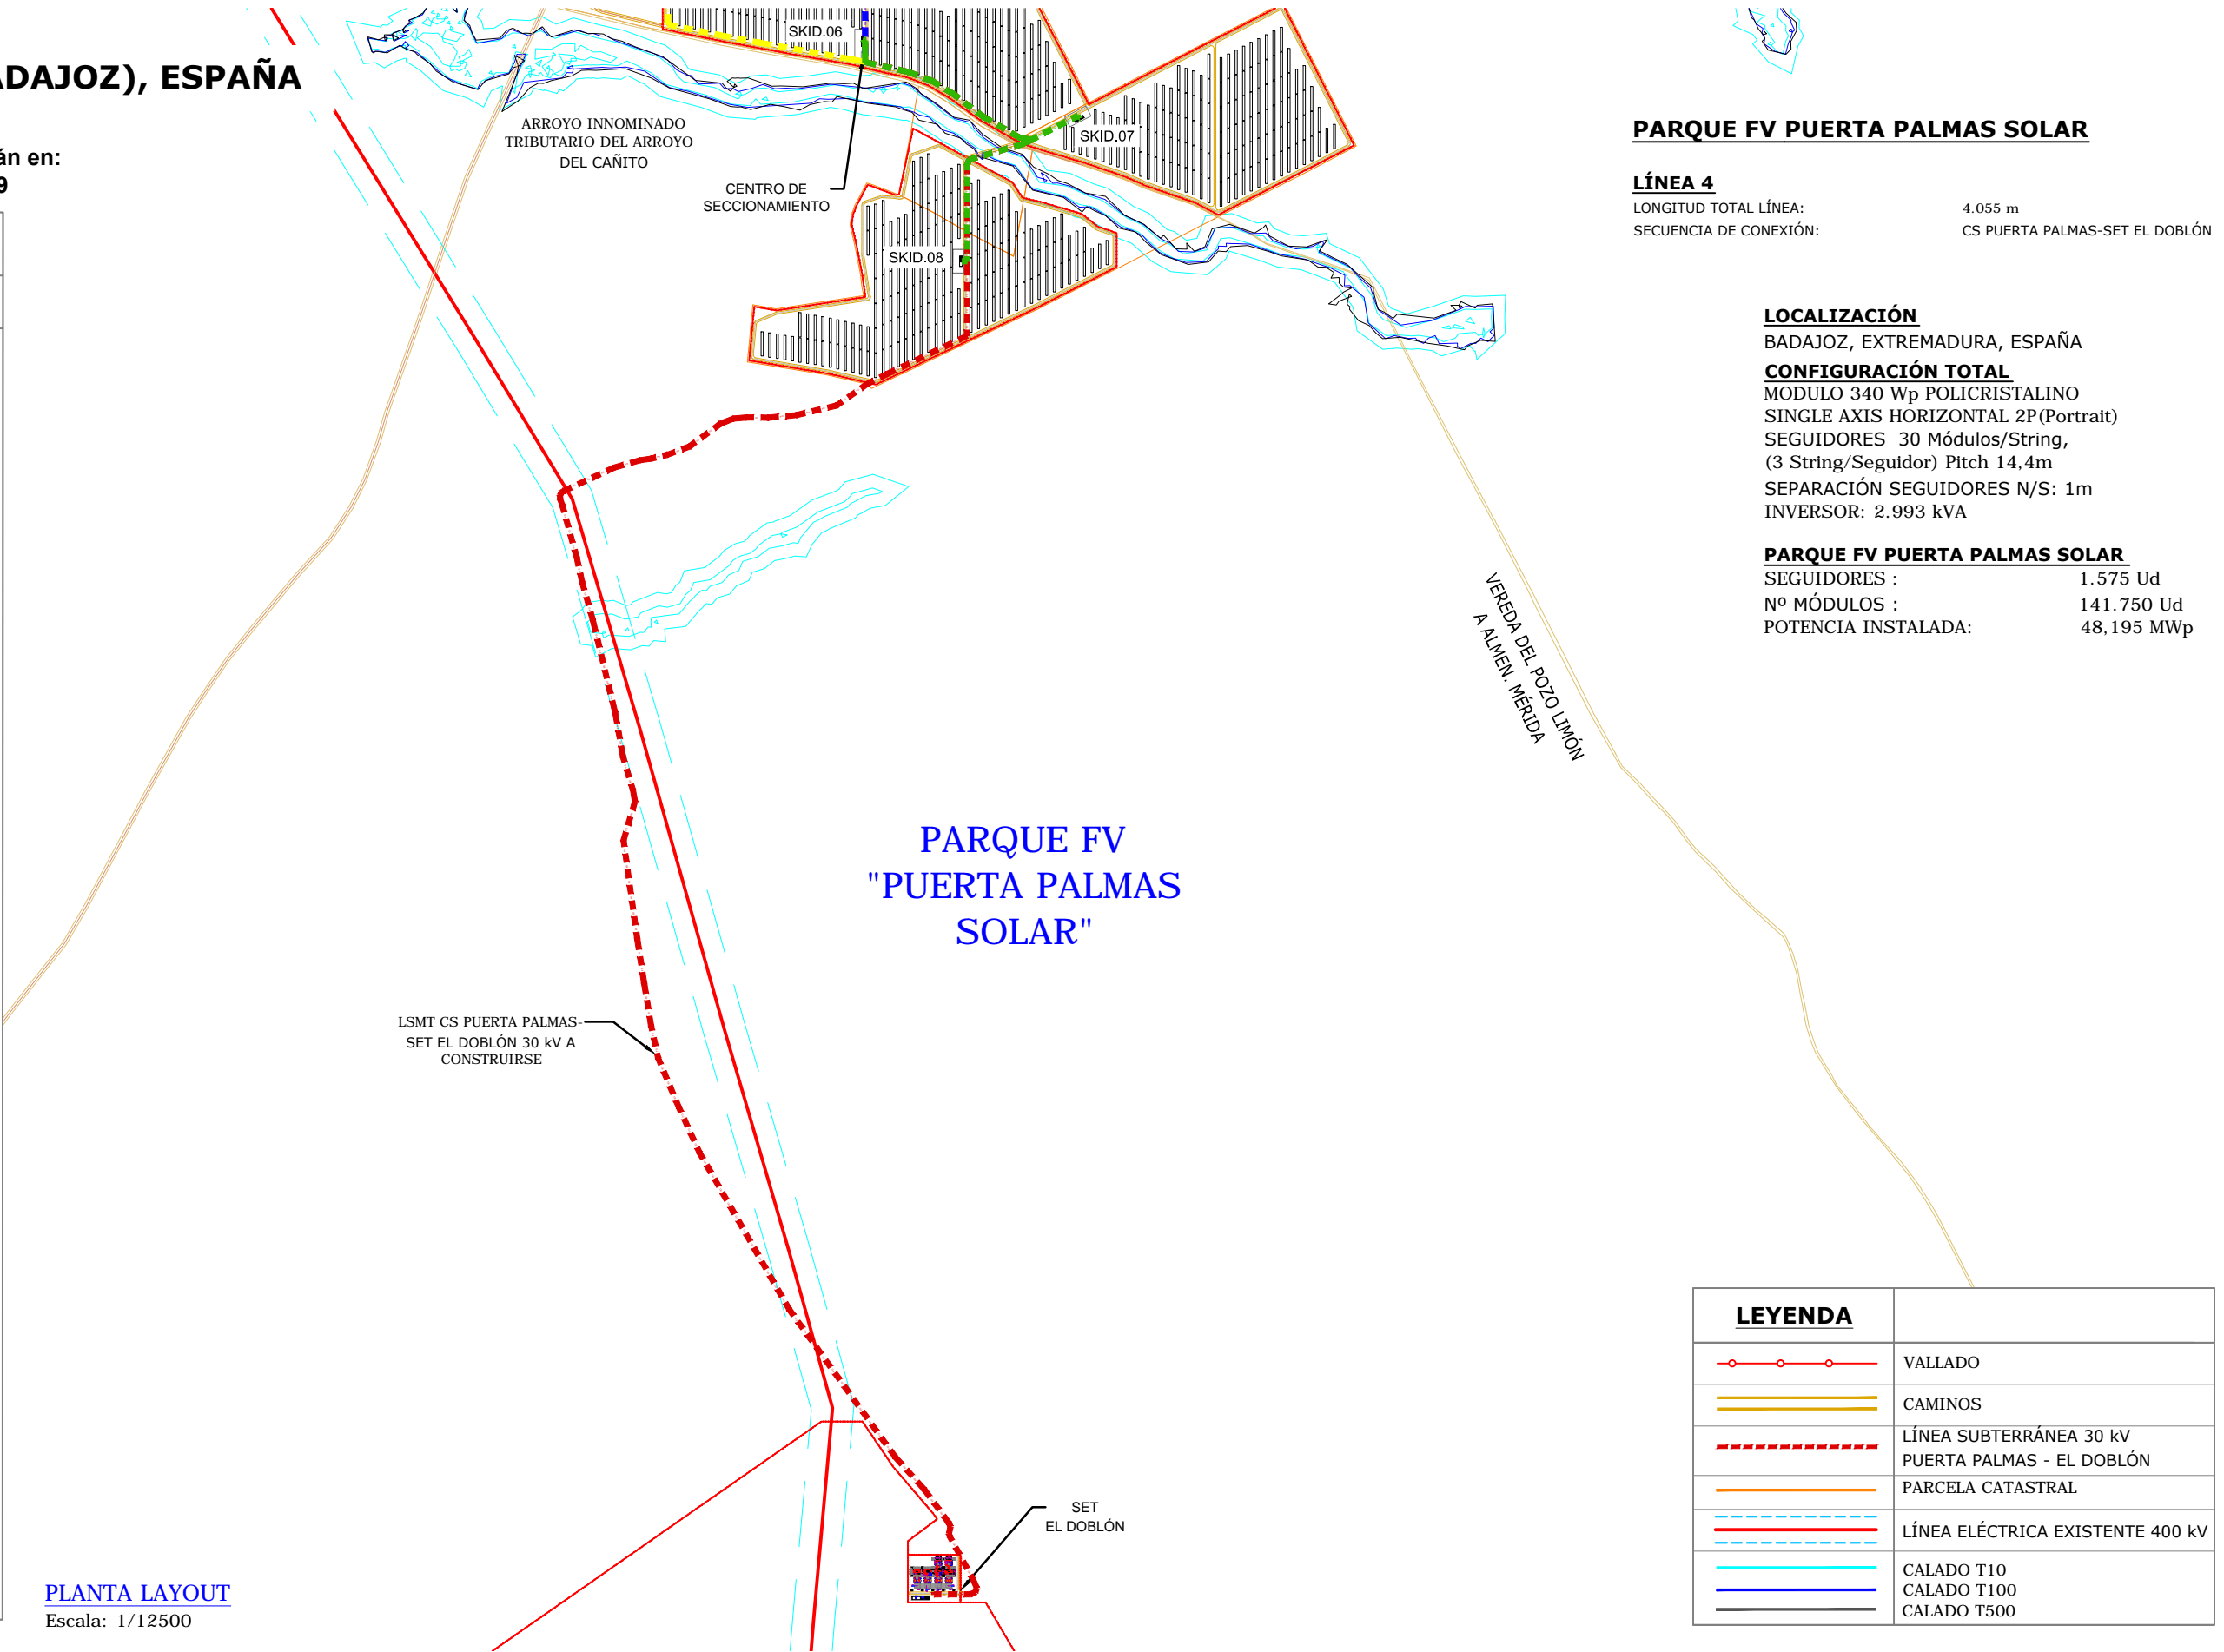 ADAJOZ), ESPAÑA
án en:
9
SKID.06
SKID.07
ARROYO INNOMINADO
TRIBUTARIO DEL ARROYO
DEL CAÑITO
CENTRO DE
SECCIONAMIENTO
SKID.08
PARQUE FV PUERTA PALMAS SOLAR
LÍNEA 4
LONGITUD TOTAL LÍNEA: 4.055 m
SECUENCIA DE CONEXIÓN: CS PUERTA PALMAS-SET EL DOBLÓN
LOCALIZACIÓN
BADAJOZ, EXTREMADURA, ESPAÑA
CONFIGURACIÓN TOTAL
MODULO 340 Wp POLICRISTALINO
SINGLE AXIS HORIZONTAL 2P(Portrait)
SEGUIDORES 30 Módulos/String,
(3 String/Seguidor) Pitch 14,4m
SEPARACIÓN SEGUIDORES N/S: 1m
INVERSOR: 2.993 kVA
PARQUE FV PUERTA PALMAS SOLAR
SEGUIDORES : 1.575 Ud
Nº MÓDULOS : 141.750 Ud
POTENCIA INSTALADA: 48,195 MWp
VEREDA DEL POZO LIMÓN
A ALMEN. MÉRIDA
PARQUE FV
"PUERTA PALMAS
SOLAR"
LSMT CS PUERTA PALMAS-
SET EL DOBLÓN 30 kV A
CONSTRUIRSE
SET
EL DOBLÓN
PLANTA LAYOUT
Escala: 1/12500
LEYENDA
VALLADO
CAMINOS
LÍNEA SUBTERRÁNEA 30 kV
PUERTA PALMAS - EL DOBLÓN
PARCELA CATASTRAL
LÍNEA ELÉCTRICA EXISTENTE 400 kV
CALADO T10
CALADO T100
CALADO T500